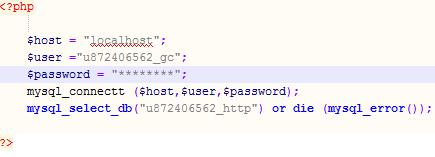 <?php
$host = "localhost";
$user ="u872406562_gc";
$password = "********";
mysql_connectt ($host,$user,$password);
mysql_select_db("u872406562_http") or die (mysql_error());
?>